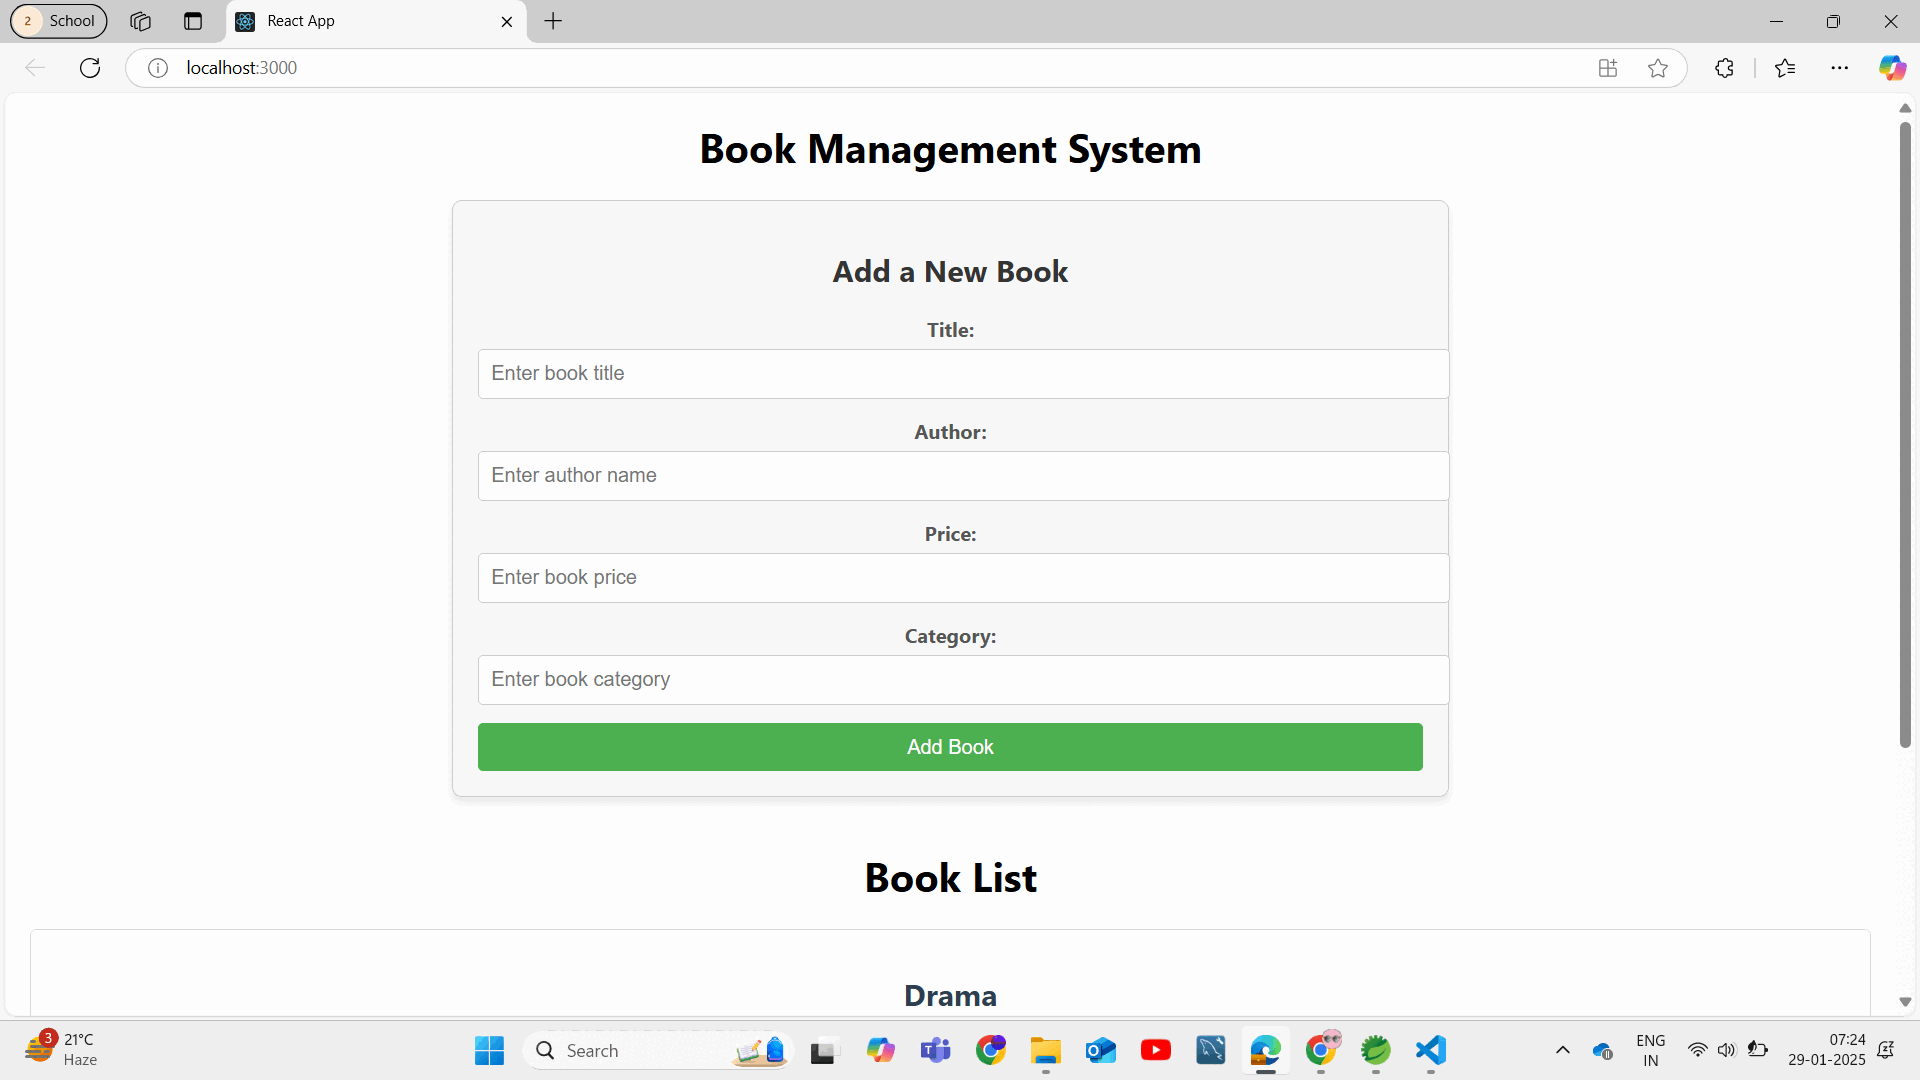 2 School
React App
localhost:3000
Book Management System
Add a New Book
Title:
Enter book title
Author:
Enter author name
Price:
Enter book price
Category:
Enter book category
Add Book
Book List
Drama
3
21°C
Haze
Search
ENG
IN
07:24
29-01-2025